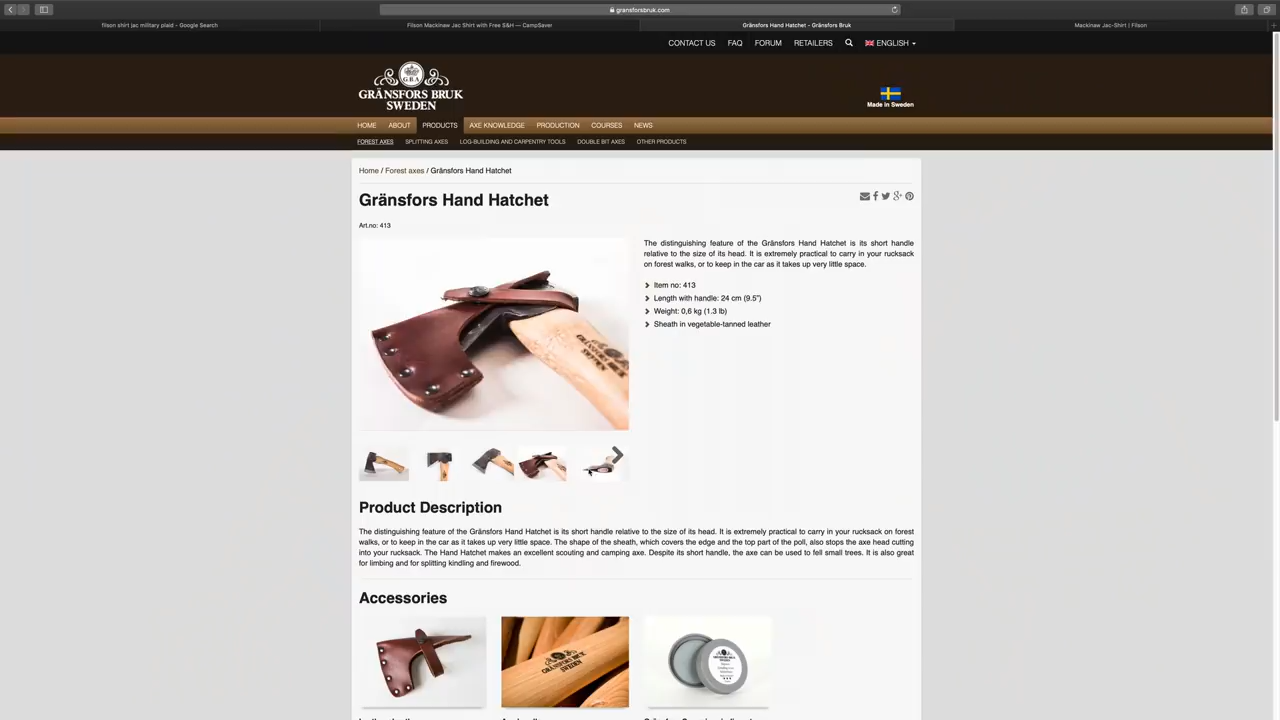 gransforsbruk.com
filson shirt jac military plaid - Google Search
Filson Mackinaw Jac Shirt with Free S&H — CampSaver
Gränsfors Hand Hatchet - Gränsfors Bruk
Mackinaw Jac-Shirt | Filson
CONTACT US FAQ FORUM RETAILERS ENGLISH
G.B.A
GRÄNSFORS BRUK
SWEDEN
Made in Sweden
HOME ABOUT PRODUCTS AXE KNOWLEDGE PRODUCTION COURSES NEWS
FOREST AXES SPLITTING AXES LOG-BUILDING AND CARPENTRY TOOLS DOUBLE BIT AXES OTHER PRODUCTS
Home / Forest axes / Gränsfors Hand Hatchet
Gränsfors Hand Hatchet
Art.no: 413
The distinguishing feature of the Gränsfors Hand Hatchet is its short handle
relative to the size of its head. It is extremely practical to carry in your rucksack
on forest walks, or to keep in the car as it takes up very little space.
Item no: 413
Length with handle: 24 cm (9.5")
Weight: 0,6 kg (1.3 lb)
Sheath in vegetable-tanned leather
GRÄNSFORS BRUK
SWEDEN
Product Description
The distinguishing feature of the Gränsfors Hand Hatchet is its short handle relative to the size of its head. It is extremely practical to carry in your rucksack on forest
walks, or to keep in the car as it takes up very little space. The shape of the sheath, which covers the edge and the top part of the poll, also stops the axe head cutting
into your rucksack. The Hand Hatchet makes an excellent scouting and camping axe. Despite its short handle, the axe can be used to fell small trees. It is also great
for limbing and for splitting kindling and firewood.
Accessories
GRÄNSFORS BRUK
SWEDEN
GRÄNSFORS BRUK
SWEDEN